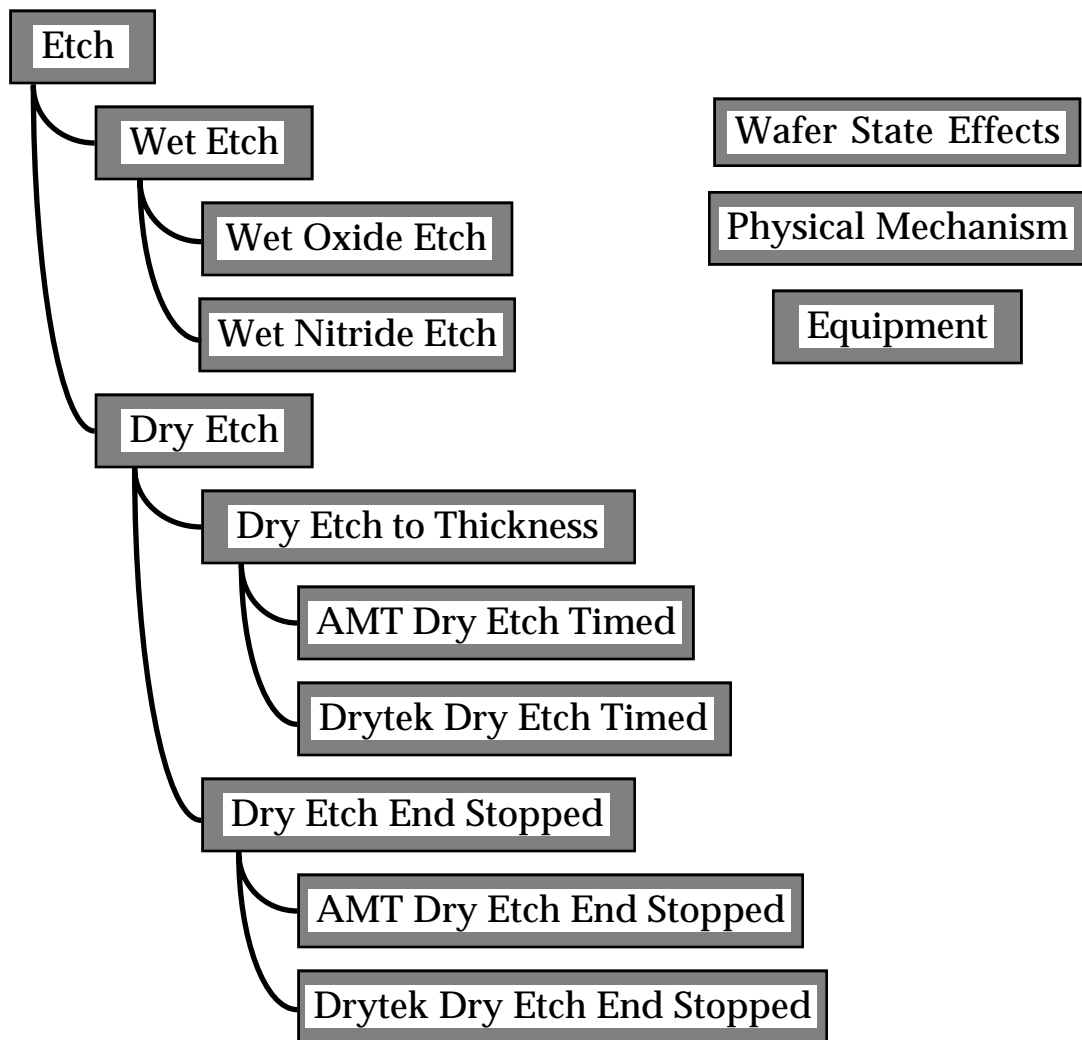 Etch
Wet Etch
Wet Oxide Etch
Wet Nitride Etch
Dry Etch
Dry Etch to Thickness
AMT Dry Etch Timed
Drytek Dry Etch Timed
Dry Etch End Stopped
AMT Dry Etch End Stopped
Drytek Dry Etch End Stopped
Wafer State Effects
Physical Mechanism
Equipment